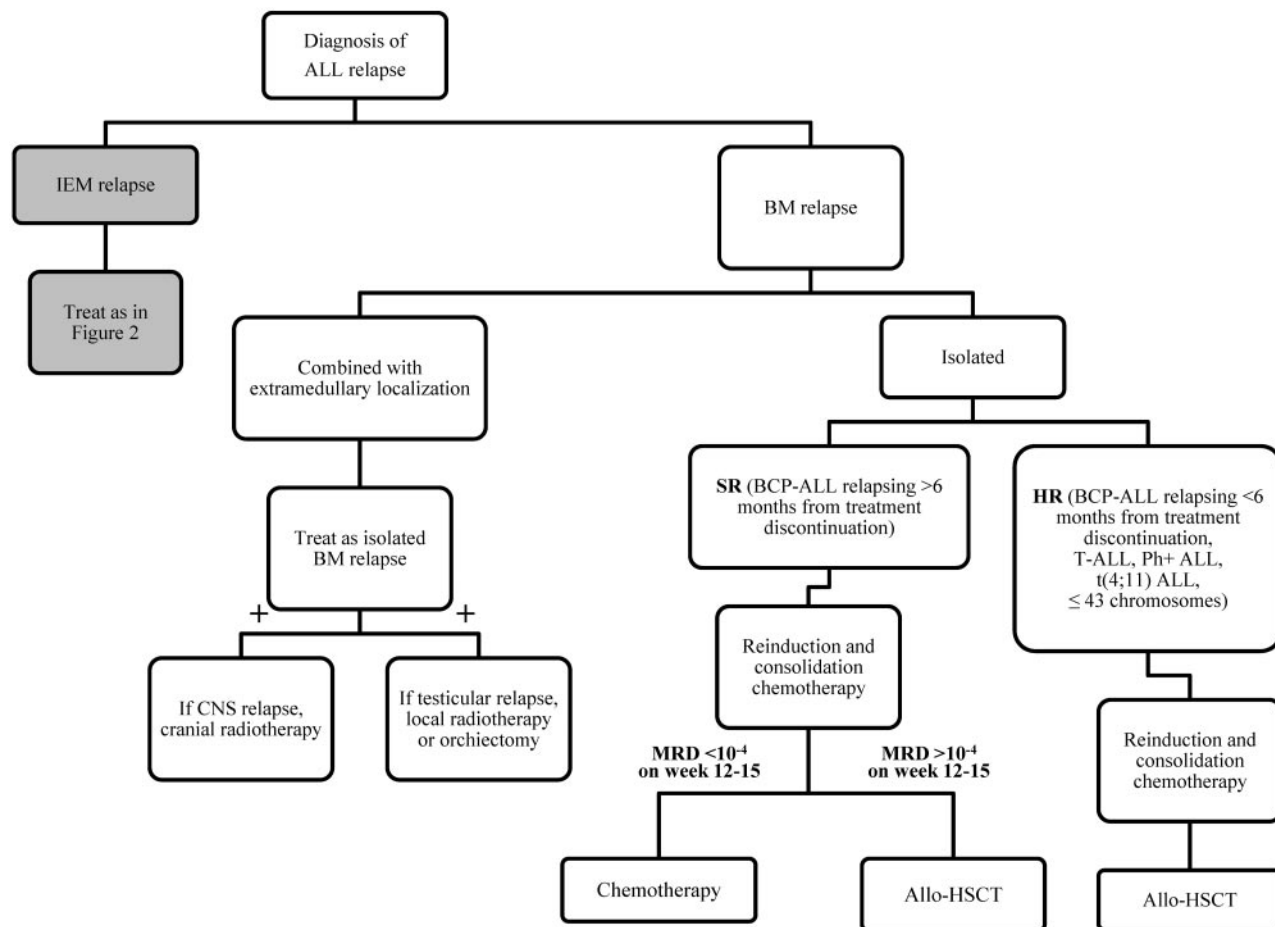 Diagnosis of
ALL relapse
IEM relapse
BM relapse
Treat as in
Figure 2
Combined with
extramedullary localization
Isolated
Treat as isolated
BM relapse
SR (BCP-ALL relapsing >6
months from treatment
discontinuation)
HR (BCP-ALL relapsing <6
months from treatment
discontinuation,
T-ALL, Ph+ ALL,
t(4;11) ALL,
≤ 43 chromosomes)
+
+
If CNS relapse,
cranial radiotherapy
If testicular relapse,
local radiotherapy
or orchiectomy
Reinduction and
consolidation
chemotherapy
MRD <10⁻⁴
on week 12-15
MRD >10⁻⁴
on week 12-15
Reinduction and
consolidation
chemotherapy
Chemotherapy
Allo-HSCT
Allo-HSCT